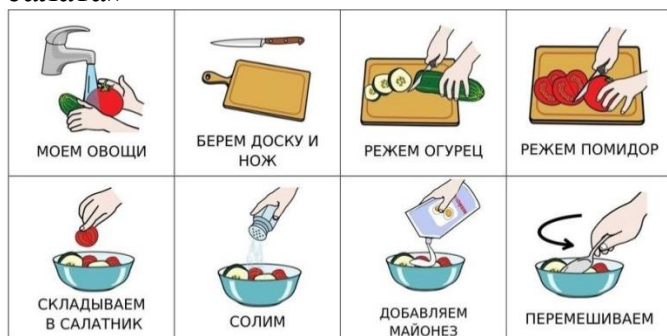 МОЕМ ОВОЩИ
БЕРЕМ ДОСКУ И
НОЖ
РЕЖЕМ ОГУРЕЦ
РЕЖЕМ ПОМИДОР
СКЛАДЫВАЕМ
В САЛАТНИК
СОЛИМ
ДОБАВЛЯЕМ
МАЙОНЕЗ
ПЕРЕМЕШИВАЕМ